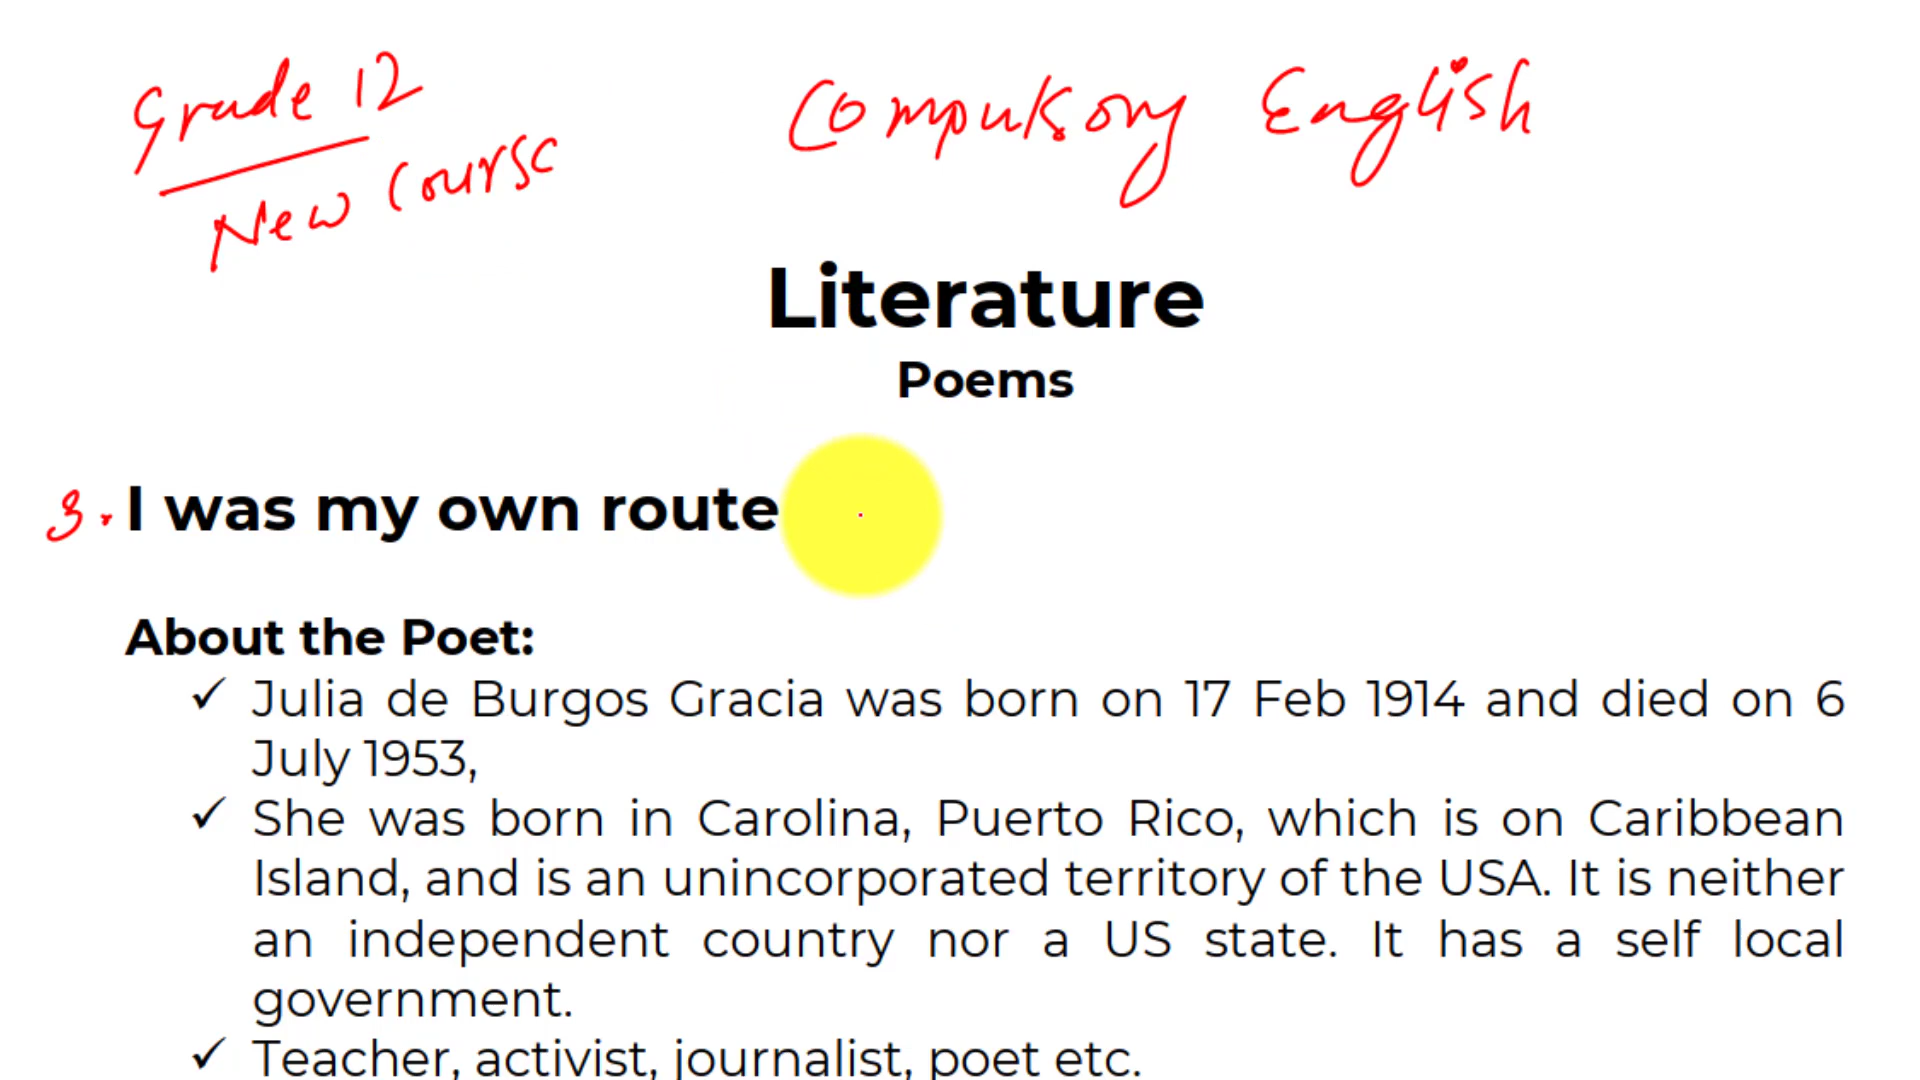 Grade 12
New Course
Compulsory English
Literature
Poems
3. I was my own route
About the Poet:
✓ Julia de Burgos Gracia was born on 17 Feb 1914 and died on 6
July 1953,
✓ She was born in Carolina, Puerto Rico, which is on Caribbean
Island, and is an unincorporated territory of the USA. It is neither
an independent country nor a US state. It has a self local
government.
✓ Teacher, activist, journalist, poet etc.